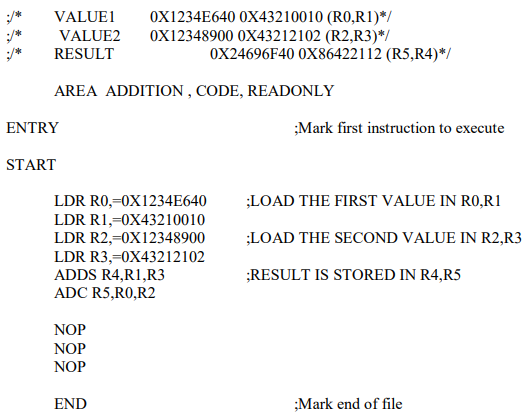 ;/* VALUE1 0X1234E640 0X43210010 (R0,R1)*/
;/* VALUE2 0X12348900 0X43212102 (R2,R3)*/
;/* RESULT 0X24696F40 0X86422112 (R5,R4)*/
AREA ADDITION , CODE, READONLY
ENTRY ;Mark first instruction to execute
START
LDR R0,=0X1234E640 ;LOAD THE FIRST VALUE IN R0,R1
LDR R1,=0X43210010
LDR R2,=0X12348900 ;LOAD THE SECOND VALUE IN R2,R3
LDR R3,=0X43212102
ADDS R4,R1,R3 ;RESULT IS STORED IN R4,R5
ADC R5,R0,R2
NOP
NOP
NOP
END ;Mark end of file